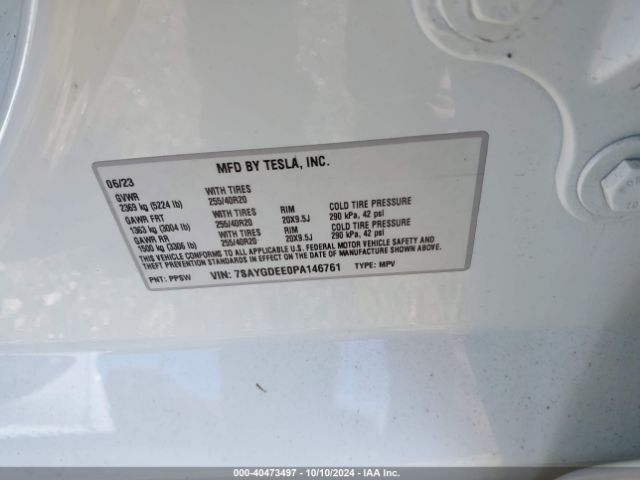 MFD BY TESLA, INC.
06/23
GVWR WITH TIRES
2369 kg (5224 lb) 255/40R20
GAWR FRT WITH TIRES RIM COLD TIRE PRESSURE
1363 kg (3004 lb) 255/40R20 20X9.5J 290 kPa, 42 psi
GAWR RR WITH TIRES RIM COLD TIRE PRESSURE
1500 kg (3306 lb) 255/40R20 20X9.5J 290 kPa, 42 psi
THIS VEHICLE CONFORMS TO ALL APPLICABLE U.S. FEDERAL MOTOR VEHICLE SAFETY AND
THEFT PREVENTION STANDARDS IN EFFECT ON THE DATE OF MANUFACTURE SHOWN ABOVE.
PNT: PPSW VIN: 7SAYGDEE0PA146761 TYPE: MPV
000-40473497 - 10/10/2024 - IAA Inc.